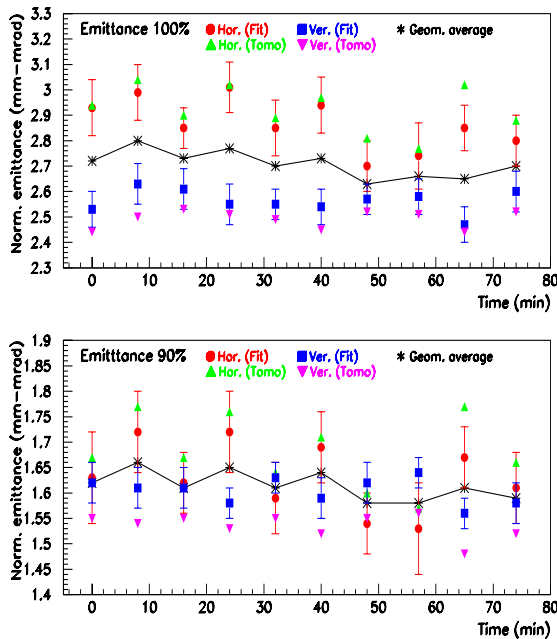 Norm. emittance (mm-mrad)
3.3
3.2
3.1
3
2.9
2.8
2.7
2.6
2.5
2.4
2.3
Emittance 100%
Hor. (Fit)
Ver. (Fit)
Geom. average
Hor. (Tomo)
Ver. (Tomo)
0 10 20 30 40 50 60 70 80
Time (min)
Norm. emittance (mm-mrad)
1.9
1.85
1.8
1.75
1.7
1.65
1.6
1.55
1.5
1.45
1.4
Emitttance 90%
Hor. (Fit)
Ver. (Fit)
Geom. average
Hor. (Tomo)
Ver. (Tomo)
0 10 20 30 40 50 60 70 80
Time (min)